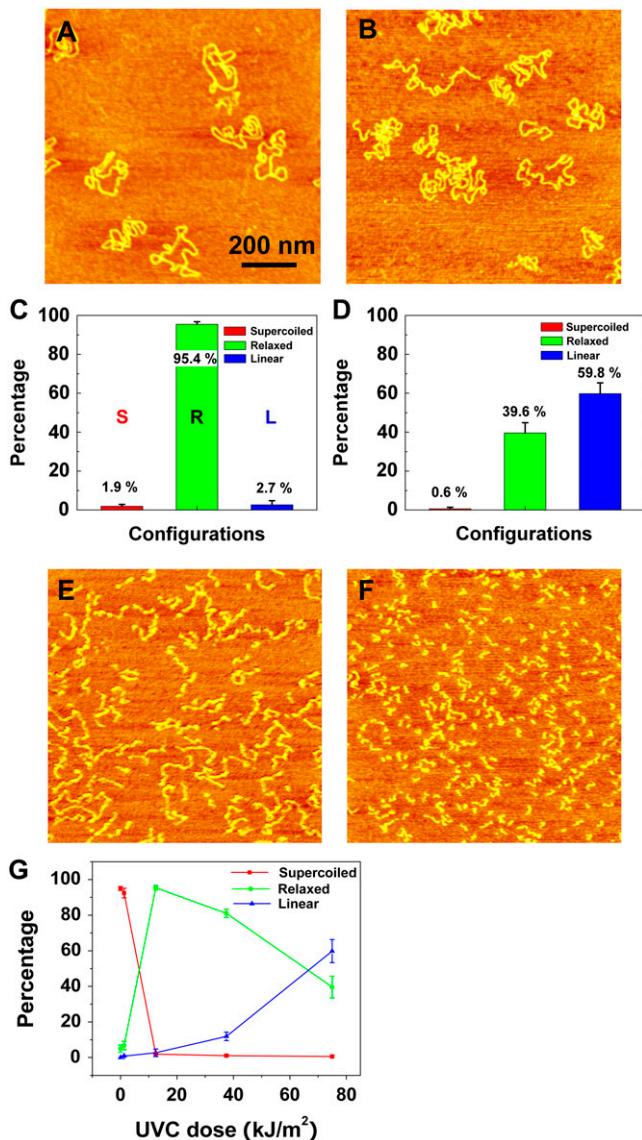 A
B
200 nm
C
100
80
60
40
20
0
Percentage
Supercoiled
Relaxed
Linear
95.4 %
S
R
L
1.9 %
2.7 %
Configurations
D
100
80
60
40
20
0
Percentage
Supercoiled
Relaxed
Linear
59.8 %
39.6 %
0.6 %
Configurations
E
F
G
100
80
60
40
20
0
Percentage
Supercoiled
Relaxed
Linear
0 20 40 60 80
UVC dose (kJ/m²)